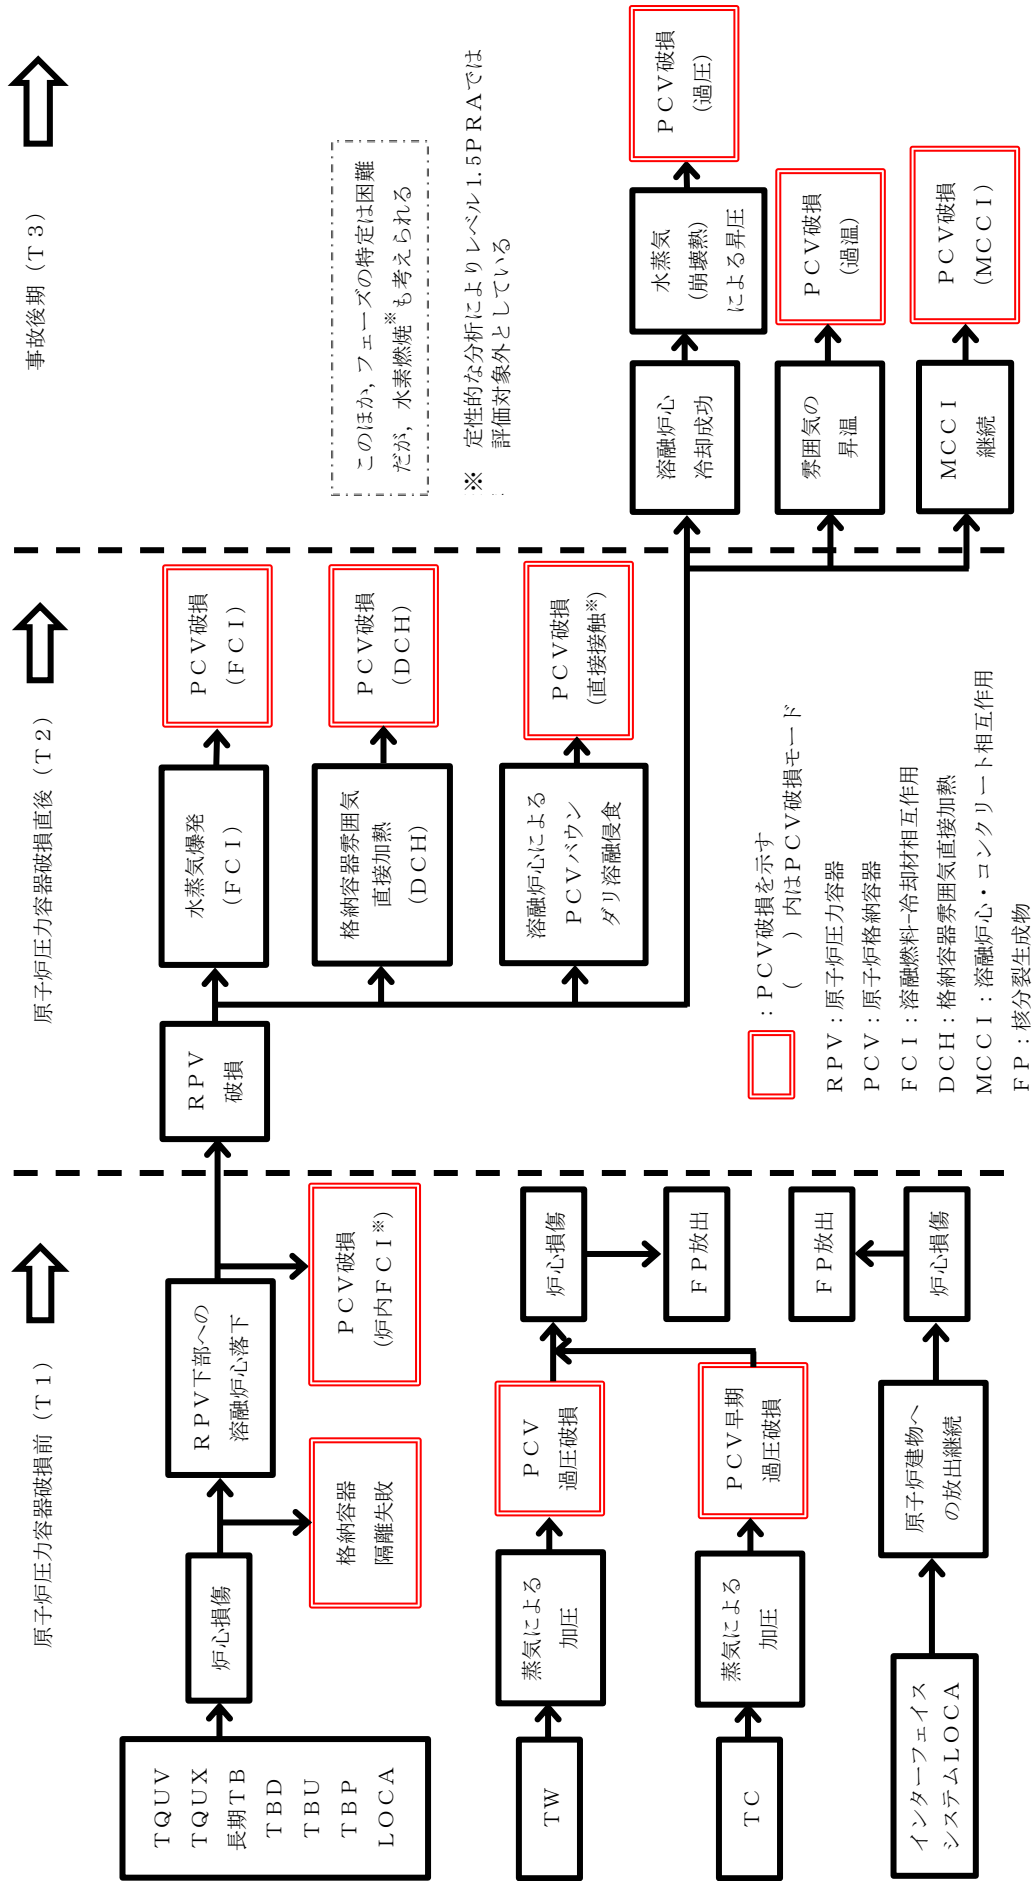 原子炉圧力容器破損前（Ｔ１）
原子炉圧力容器破損直後（Ｔ２）
事故後期（Ｔ３）
ＴＱＵＶ
ＴＱＵＸ
長期ＴＢ
ＴＢＤ
ＴＢＵ
ＴＢＰ
ＬＯＣＡ
炉心損傷
格納容器
隔離失敗
ＲＰＶ下部への
溶融炉心落下
ＰＣＶ破損
(炉内ＦＣＩ※)
ＴＷ
蒸気による
加圧
ＰＣＶ
過圧破損
炉心損傷
ＦＰ放出
ＴＣ
蒸気による
加圧
ＰＣＶ早期
過圧破損
インターフェイス
システムＬＯＣＡ
原子炉建物へ
の放出継続
炉心損傷
ＦＰ放出
ＲＰＶ
破損
水蒸気爆発
(ＦＣＩ)
ＰＣＶ破損
(ＦＣＩ)
格納容器雰囲気
直接加熱
(DCH)
ＰＣＶ破損
(DCH)
溶融炉心による
ＰＣＶバウン
ダリ溶融侵食
ＰＣＶ破損
(直接接触※)
このほか，フェーズの特定は困難
だが，水素燃焼※も考えられる
※　定性的な分析によりレベル1.5ＰＲＡでは
評価対象外としている
溶融炉心
冷却成功
水蒸気
(崩壊熱)
による昇圧
ＰＣＶ破損
(過圧)
雰囲気の
昇温
ＰＣＶ破損
(過温)
ＭＣＣＩ
継続
ＰＣＶ破損
(ＭＣＣＩ)
：ＰＣＶ破損を示す
（　）内はＰＣＶ破損モード
ＲＰＶ：原子炉圧力容器
ＰＣＶ：原子炉格納容器
ＦＣＩ：溶融燃料-冷却材相互作用
DCH：格納容器雰囲気直接加熱
ＭＣＣＩ：溶融炉心・コンクリート相互作用
ＦＰ：核分裂生成物